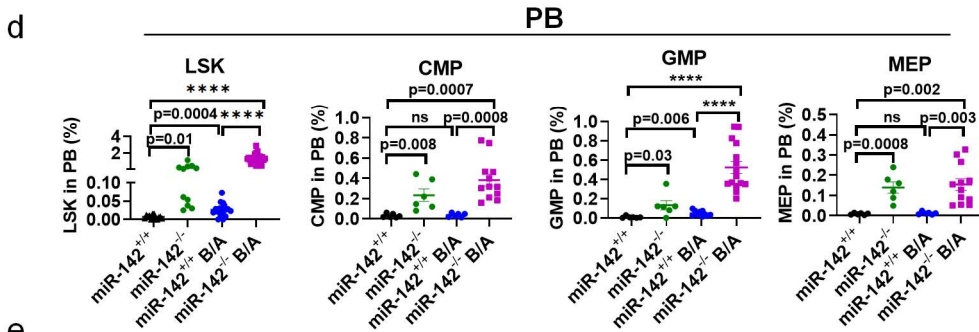 d
PB
LSK
****
p=0.0004 ****
p=0.01
LSK in PB (%)
4
2
0.10
0.05
0.00
miR-142+/+
miR-142-/-
miR-142+/+ B/A
miR-142-/- B/A
CMP
p=0.0007
ns p=0.0008
p=0.008
CMP in PB (%)
1.0
0.8
0.6
0.4
0.2
0.0
miR-142+/+
miR-142-/-
miR-142+/+ B/A
miR-142-/- B/A
GMP
****
p=0.006 ****
p=0.03
GMP in PB (%)
1.0
0.8
0.6
0.4
0.2
0.0
miR-142+/+
miR-142-/-
miR-142+/+ B/A
miR-142-/- B/A
MEP
p=0.002
ns p=0.003
p=0.0008
MEP in PB (%)
0.5
0.4
0.3
0.2
0.1
0.0
miR-142+/+
miR-142-/-
miR-142+/+ B/A
miR-142-/- B/A
e